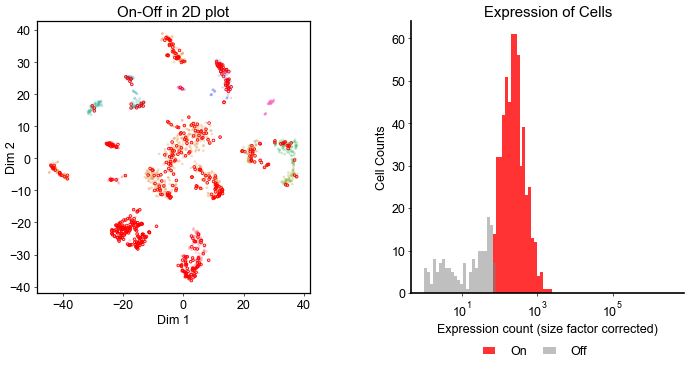 On-Off in 2D plot
40
30
20
10
0
−10
−20
−30
−40
Dim 2
−40 −20 0 20 40
Dim 1
Expression of Cells
60
50
40
30
20
10
0
Cell Counts
10^1 10^3 10^5
Expression count (size factor corrected)
On Off